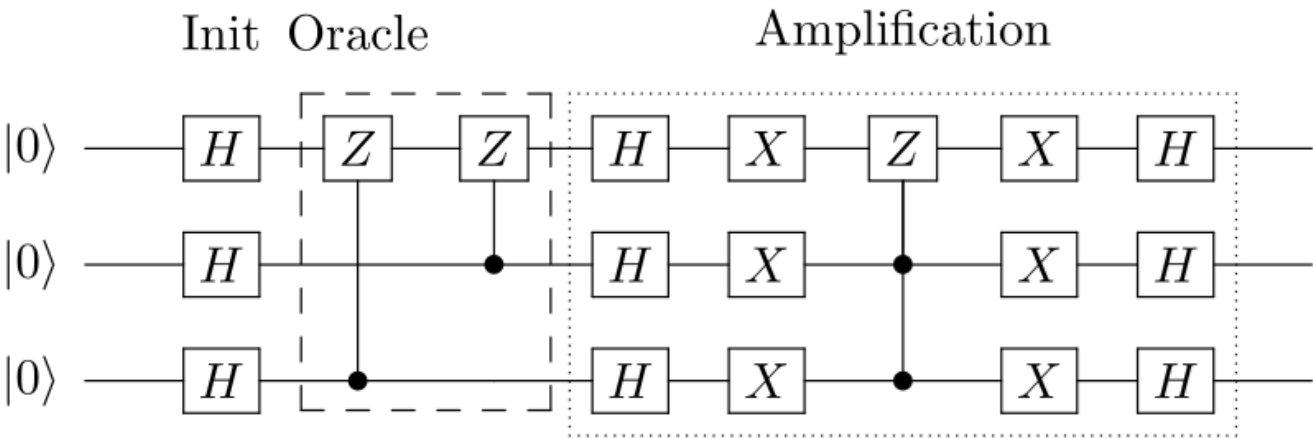 Init Oracle Amplification
|0⟩ H Z Z H X Z X H
|0⟩ H H X X H
|0⟩ H H X X H